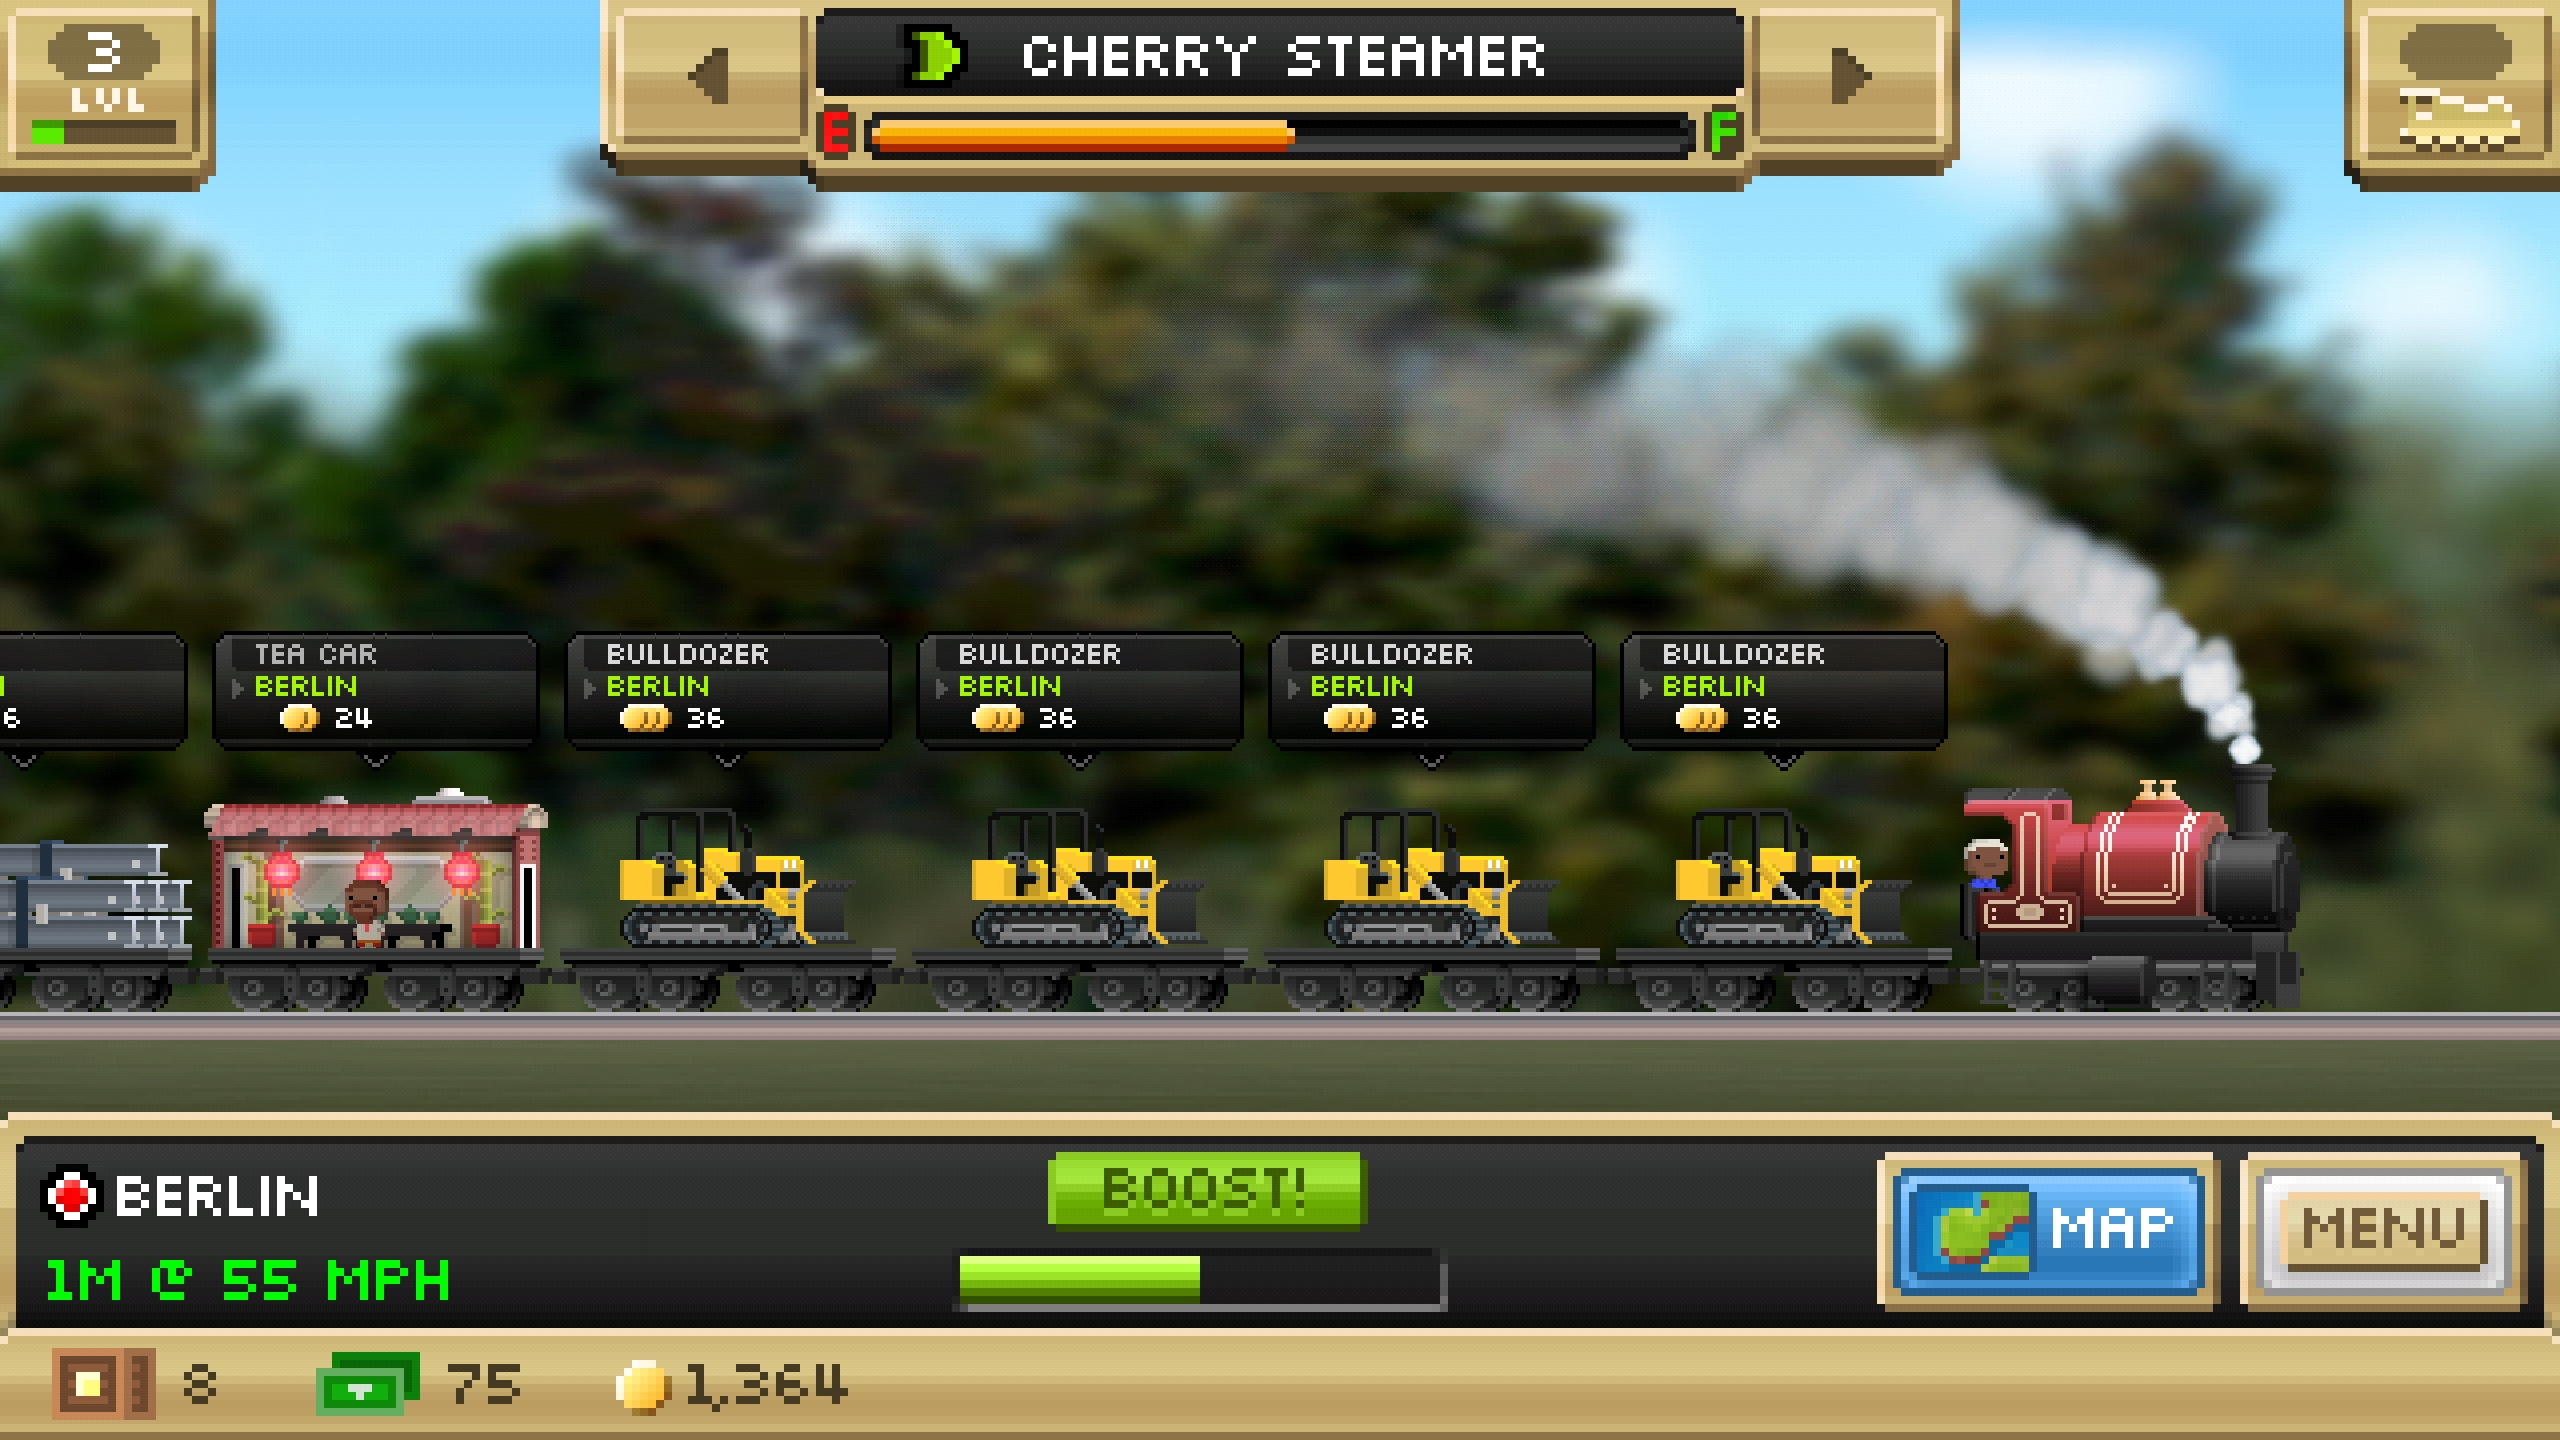 3
LVL
CHERRY STEAMER
E F
6
TEA CAR
BERLIN
24
BULLDOZER
BERLIN
36
BULLDOZER
BERLIN
36
BULLDOZER
BERLIN
36
BULLDOZER
BERLIN
36
BERLIN
1M @ 55 MPH
BOOST!
MAP
MENU
8
75
1,364